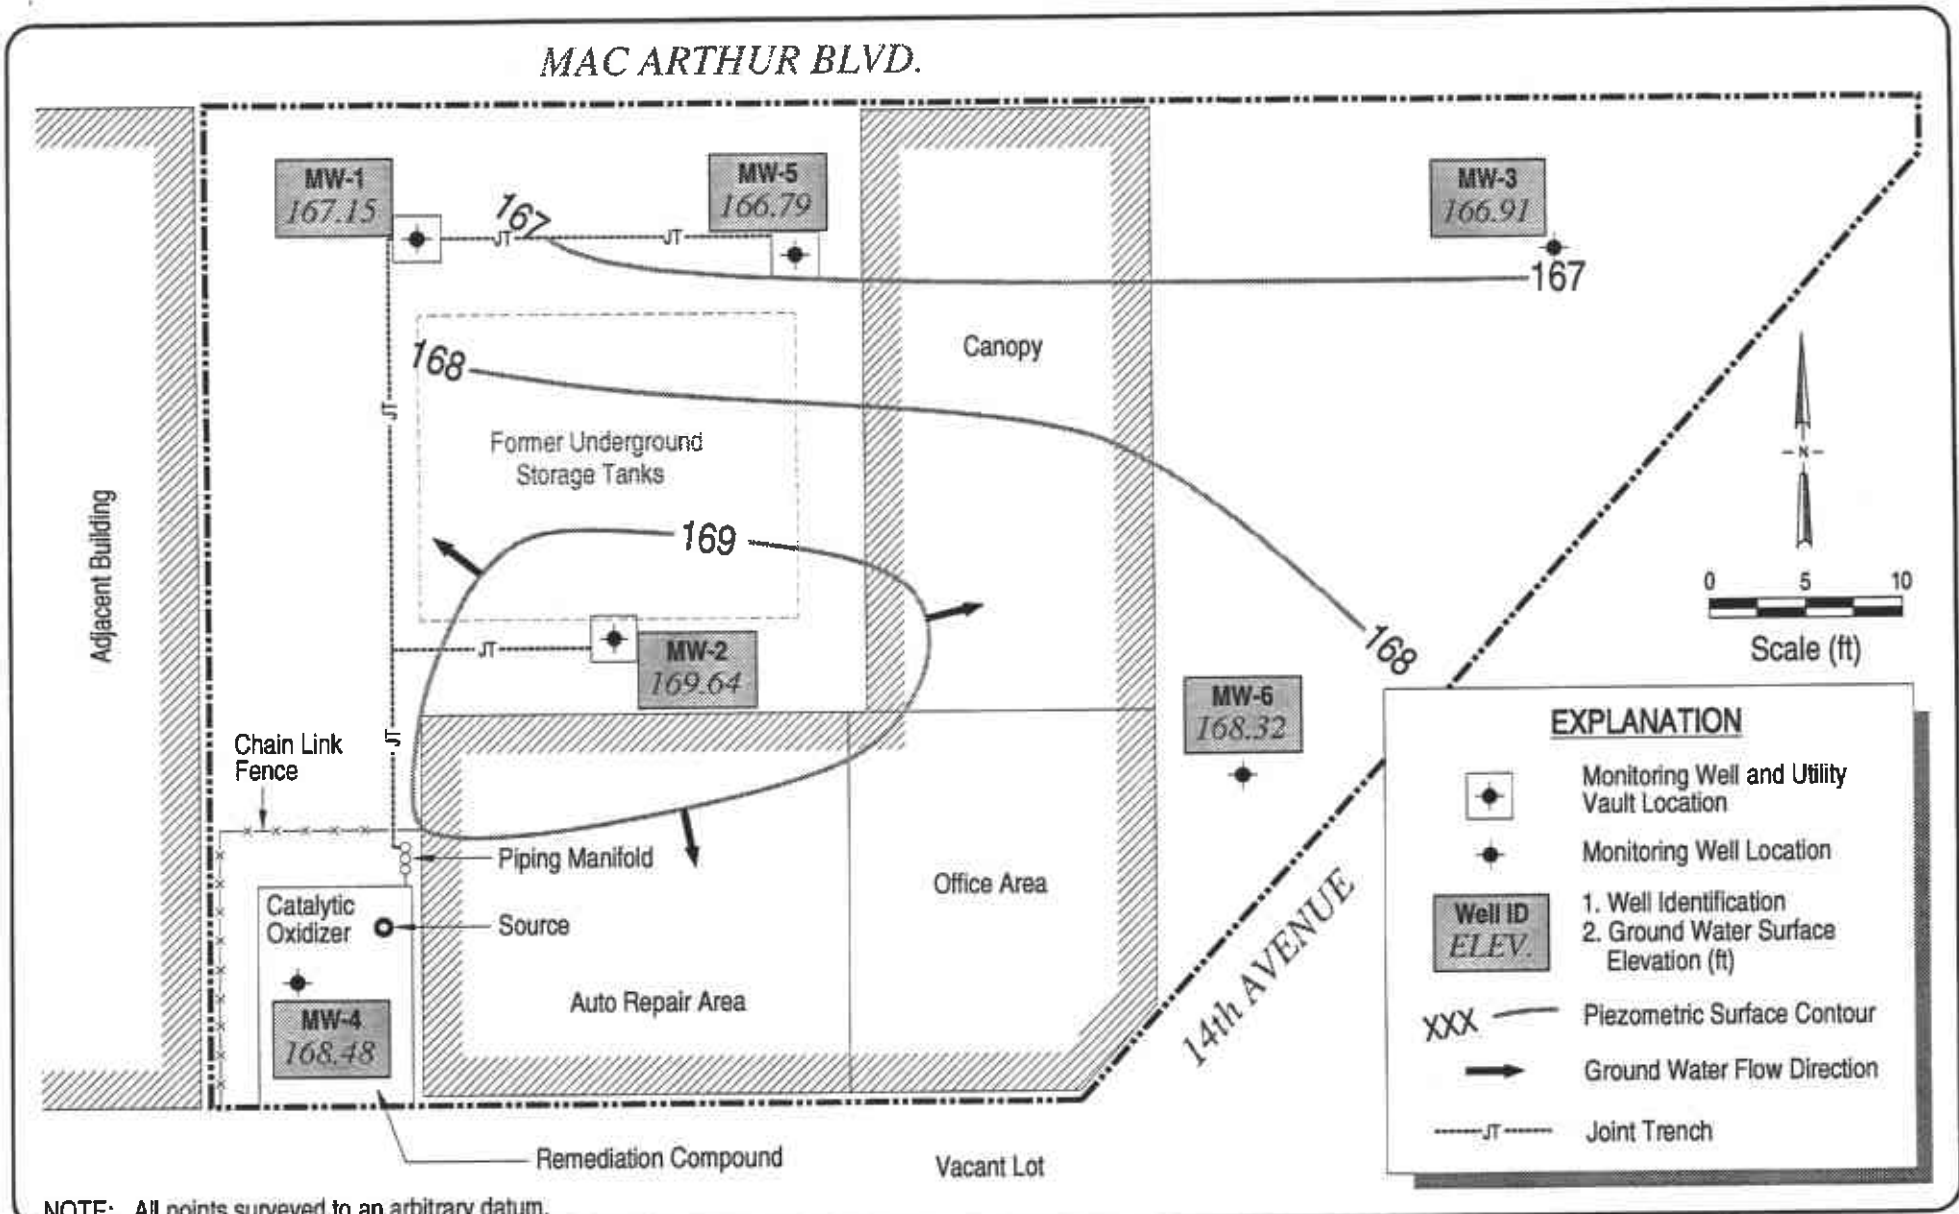 MAC ARTHUR BLVD.
MW-1
167.15
167
MW-5
166.79
MW-3
166.91
JT
JT
167
168
Canopy
JT
Former Underground
Storage Tanks
N
169
Adjacent Building
0 5 10
Scale (ft)
168
JT
MW-2
169.64
MW-6
168.32
JT
Chain Link
Fence
Piping Manifold
Catalytic
Oxidizer
Source
Office Area
MW-4
168.48
Auto Repair Area
14th AVENUE
Remediation Compound
Vacant Lot
EXPLANATION
Monitoring Well and Utility
Vault Location
Monitoring Well Location
Well ID
ELEV.
1. Well Identification
2. Ground Water Surface
Elevation (ft)
XXX
Piezometric Surface Contour
Ground Water Flow Direction
JT
Joint Trench
NOTE: All points surveyed to an arbitrary datum.